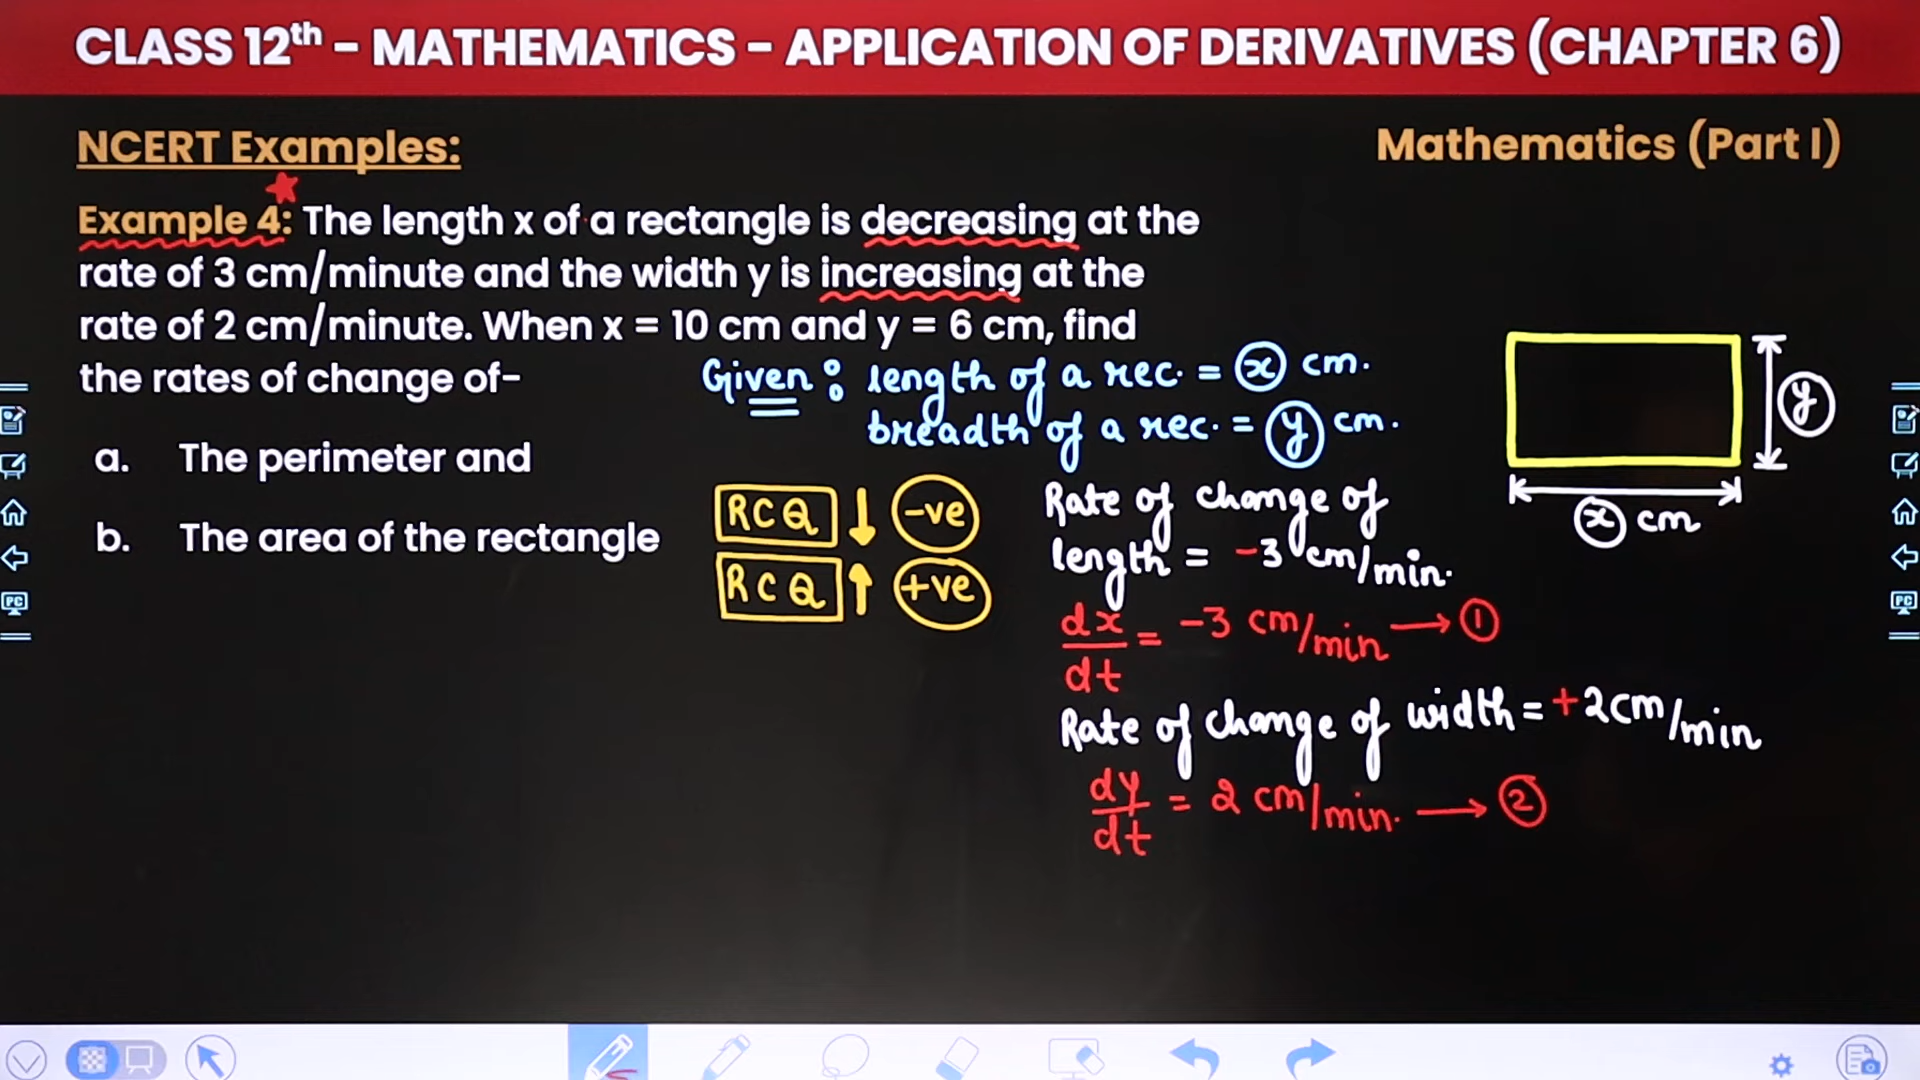 CLASS 12th - MATHEMATICS - APPLICATION OF DERIVATIVES (CHAPTER 6)
NCERT Examples:
Mathematics (Part I)
Example 4: The length x of a rectangle is decreasing at the
rate of 3 cm/minute and the width y is increasing at the
rate of 2 cm/minute. When x = 10 cm and y = 6 cm, find
the rates of change of-
a. The perimeter and
b. The area of the rectangle
Given : length of a rec. = x cm.
breadth of a rec. = y cm.
y
x cm
RCQ ↓ -ve
RCQ ↑ +ve
Rate of change of
length = -3 cm/min.
dx/dt = -3 cm/min → 1
Rate of change of width = +2cm/min
dy/dt = 2 cm/min. → 2
PC
PC